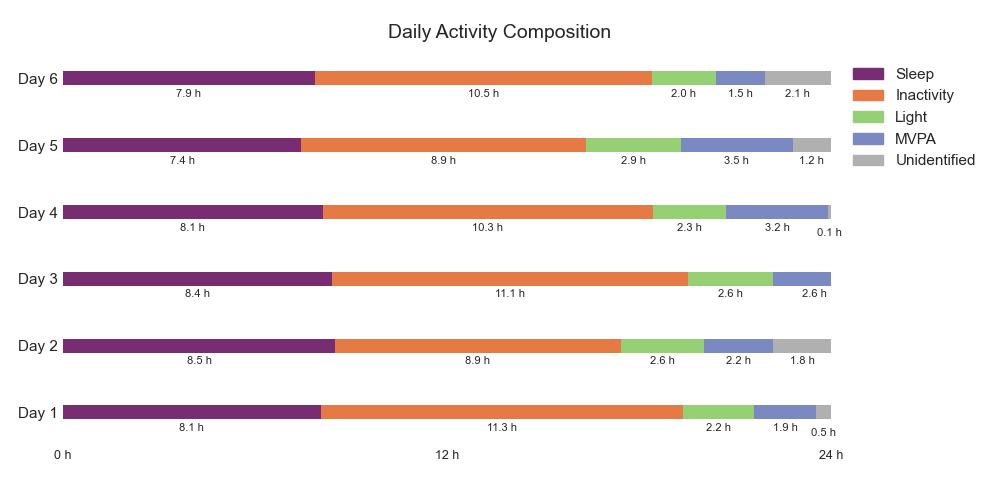 Daily Activity Composition
Day 6
7.9 h 10.5 h 2.0 h 1.5 h 2.1 h
Day 5
7.4 h 8.9 h 2.9 h 3.5 h 1.2 h
Day 4
8.1 h 10.3 h 2.3 h 3.2 h 0.1 h
Day 3
8.4 h 11.1 h 2.6 h 2.6 h
Day 2
8.5 h 8.9 h 2.6 h 2.2 h 1.8 h
Day 1
8.1 h 11.3 h 2.2 h 1.9 h 0.5 h
0 h 12 h 24 h
Sleep
Inactivity
Light
MVPA
Unidentified